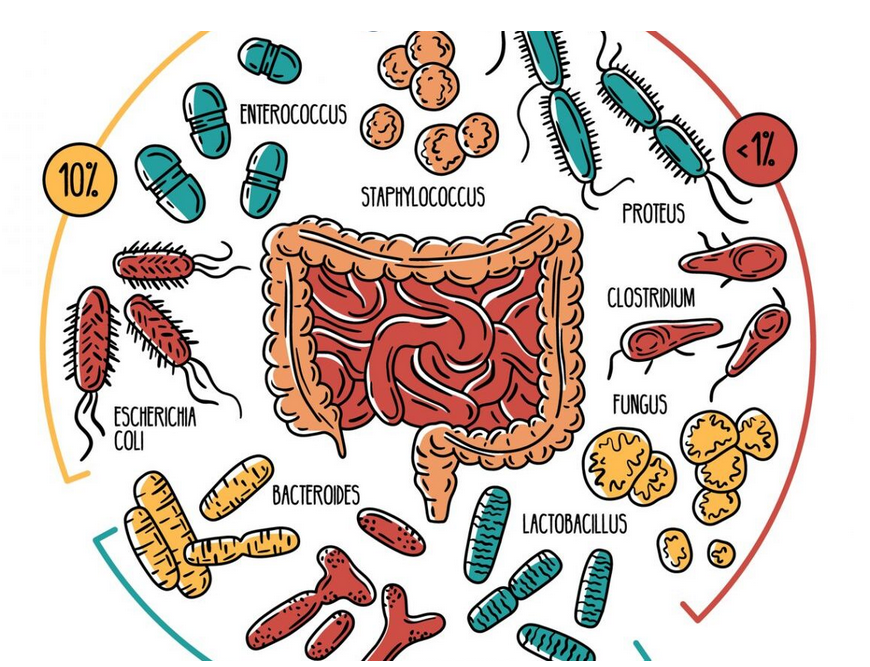 ENTEROCOCCUS
10%
<1%
STAPHYLOCOCCUS
PROTEUS
CLOSTRIDIUM
FUNGUS
ESCHERICHIA
COLI
BACTEROIDES
LACTOBACILLUS